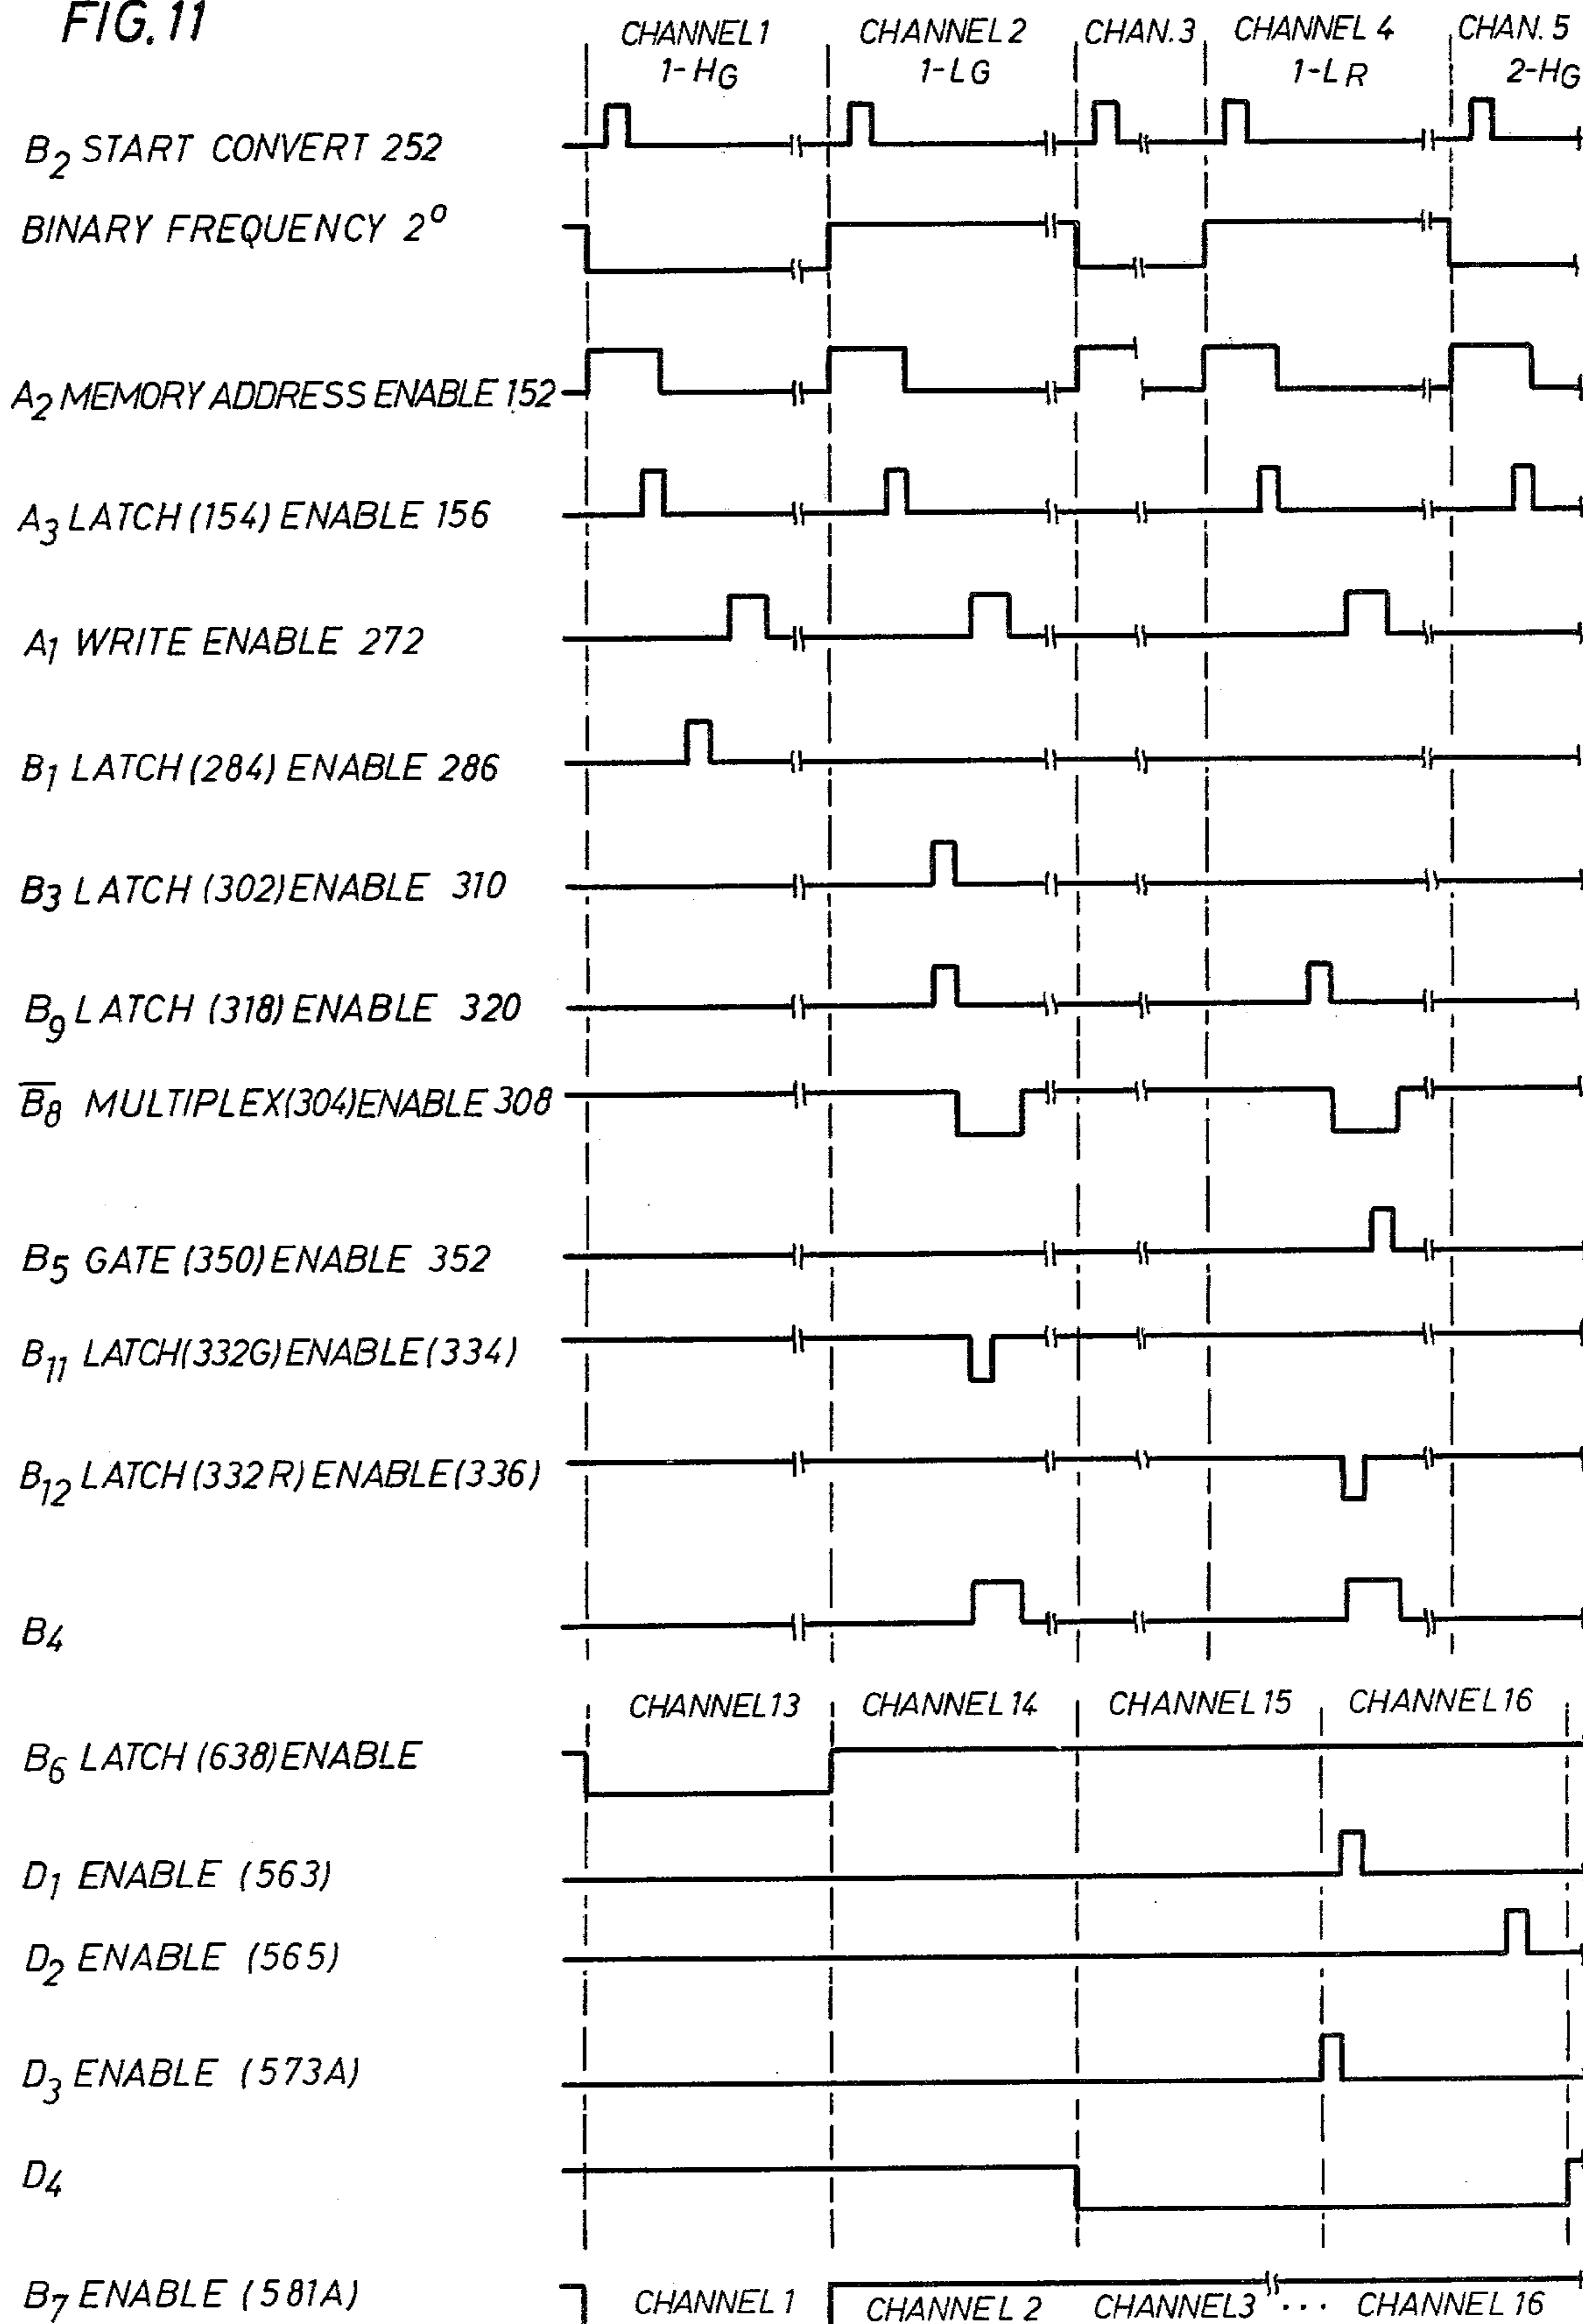 FIG. 11
CHANNEL 1 CHANNEL 2 CHAN. 3 CHANNEL 4 CHAN. 5
1-HG 1-LG 1-LR 2-HG
B2 START CONVERT 252
BINARY FREQUENCY 2⁰
A2 MEMORY ADDRESS ENABLE 152
A3 LATCH (154) ENABLE 156
A1 WRITE ENABLE 272
B1 LATCH (284) ENABLE 286
B3 LATCH (302) ENABLE 310
B9 LATCH (318) ENABLE 320
B̅8 MULTIPLEX (304) ENABLE 308
B5 GATE (350) ENABLE 352
B11 LATCH (332G) ENABLE (334)
B12 LATCH (332R) ENABLE (336)
B4
CHANNEL 13 CHANNEL 14 CHANNEL 15 CHANNEL 16
B6 LATCH (638) ENABLE
D1 ENABLE (563)
D2 ENABLE (565)
D3 ENABLE (573A)
D4
B7 ENABLE (581A) CHANNEL 1 CHANNEL 2 CHANNEL 3 ··· CHANNEL 16